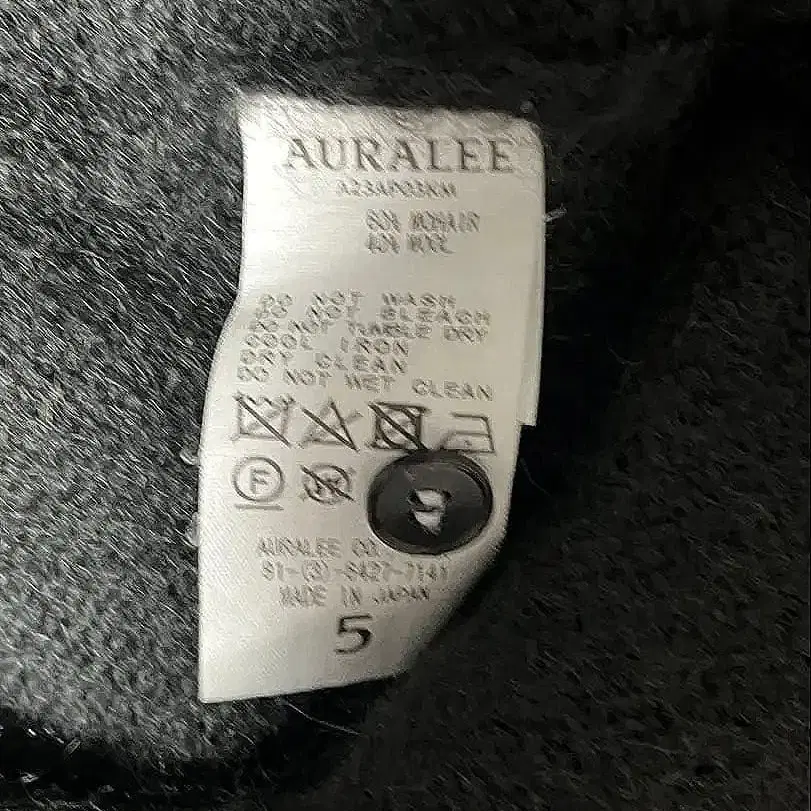 AURALEE
A23AP03KM
60% MOHAIR
40% WOOL
DO NOT WASH
DO NOT BLEACH
DO NOT TUMBLE DRY
COOL IRON
DRY CLEAN
DO NOT WET CLEAN
F
W
AURALEE CO.
81-(3)-6427-7141
MADE IN JAPAN
5